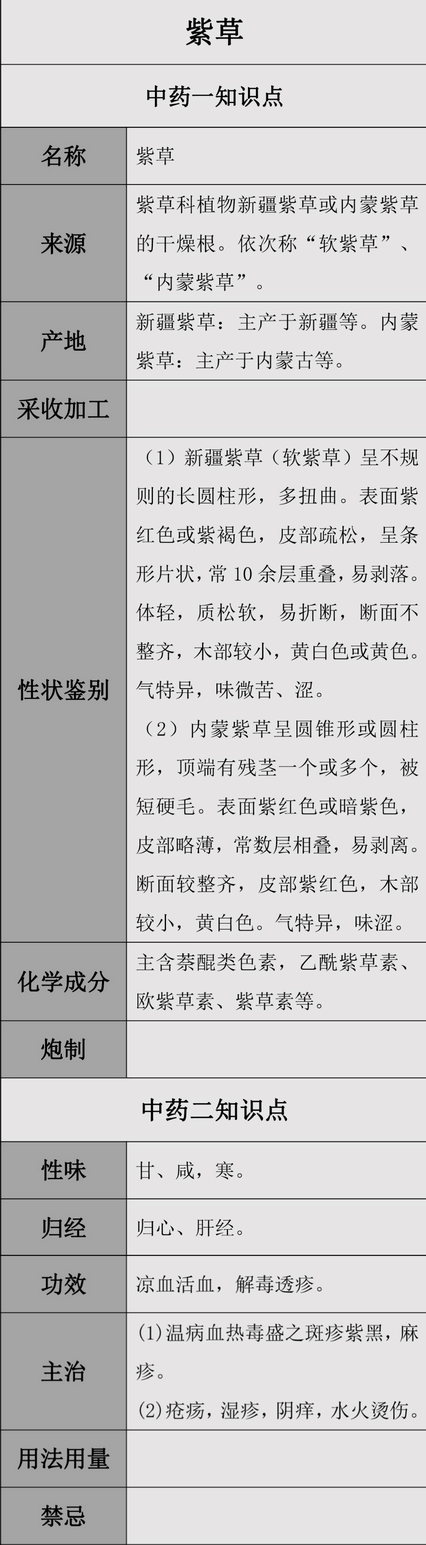 紫草
中药一知识点
名称
紫草
来源
紫草科植物新疆紫草或内蒙紫草
的干燥根。依次称“软紫草”、
“内蒙紫草”。
产地
新疆紫草：主产于新疆等。内蒙
紫草：主产于内蒙古等。
采收加工
性状鉴别
（1）新疆紫草（软紫草）呈不规
则的长圆柱形，多扭曲。表面紫
红色或紫褐色，皮部疏松，呈条
形片状，常10余层重叠，易剥落。
体轻，质松软，易折断，断面不
整齐，木部较小，黄白色或黄色。
气特异，味微苦、涩。
（2）内蒙紫草呈圆锥形或圆柱
形，顶端有残茎一个或多个，被
短硬毛。表面紫红色或暗紫色，
皮部略薄，常数层相叠，易剥离。
断面较整齐，皮部紫红色，木部
较小，黄白色。气特异，味涩。
化学成分
主含萘醌类色素，乙酰紫草素、
欧紫草素、紫草素等。
炮制
中药二知识点
性味
甘、咸，寒。
归经
归心、肝经。
功效
凉血活血，解毒透疹。
主治
(1)温病血热毒盛之斑疹紫黑，麻
疹。
(2)疮疡，湿疹，阴痒，水火烫伤。
用法用量
禁忌